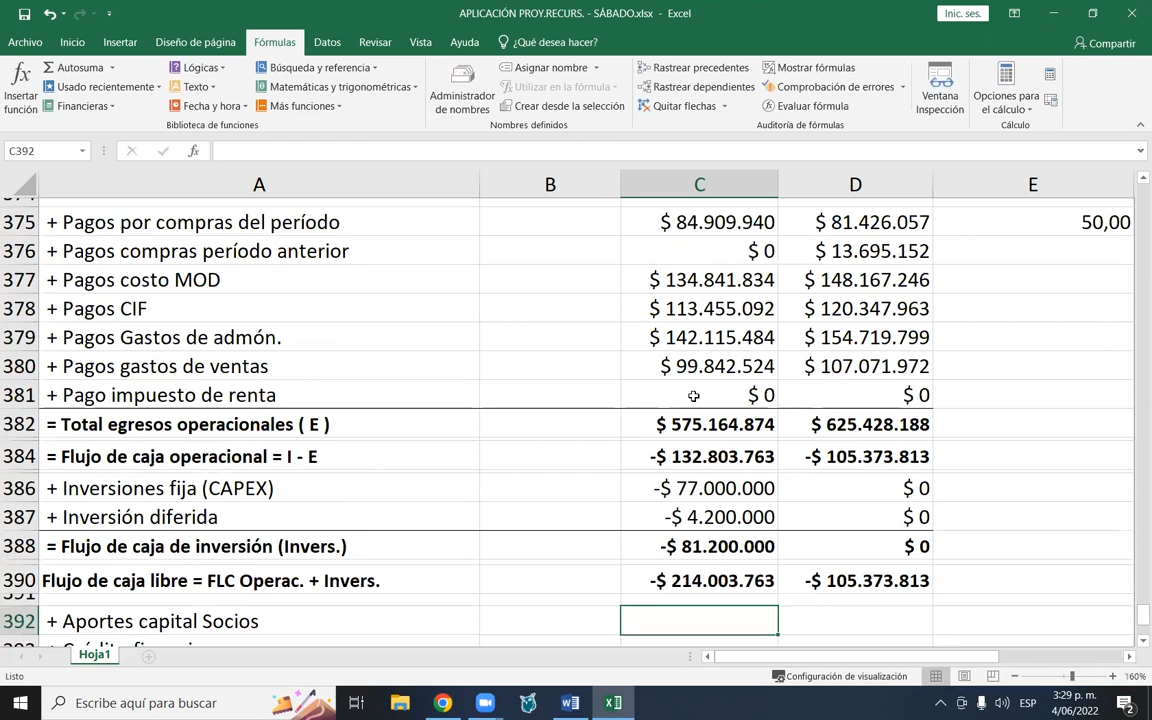 APLICACIÓN PROY.RECURS. - SÁBADO.xlsx - Excel
Inic. ses.
Archivo Inicio Insertar Diseño de página Fórmulas Datos Revisar Vista Ayuda ¿Qué desea hacer? Compartir
fx Insertar función
Autosuma
Usado recientemente
Financieras
Lógicas
Texto
Fecha y hora
Búsqueda y referencia
Matemáticas y trigonométricas
Más funciones
Biblioteca de funciones
Administrador de nombres
Asignar nombre
Utilizar en la fórmula
Crear desde la selección
Nombres definidos
Rastrear precedentes
Rastrear dependientes
Quitar flechas
Mostrar fórmulas
Comprobación de errores
Evaluar fórmula
Auditoría de fórmulas
Ventana Inspección
Opciones para el cálculo
Cálculo
C392 fx
A B C D E
375 + Pagos por compras del período $ 84.909.940 $ 81.426.057 50,00
376 + Pagos compras período anterior $ 0 $ 13.695.152
377 + Pagos costo MOD $ 134.841.834 $ 148.167.246
378 + Pagos CIF $ 113.455.092 $ 120.347.963
379 + Pagos Gastos de admón. $ 142.115.484 $ 154.719.799
380 + Pagos gastos de ventas $ 99.842.524 $ 107.071.972
381 + Pago impuesto de renta $ 0 $ 0
382 = Total egresos operacionales ( E ) $ 575.164.874 $ 625.428.188
384 = Flujo de caja operacional = I - E -$ 132.803.763 -$ 105.373.813
386 + Inversiones fija (CAPEX) -$ 77.000.000 $ 0
387 + Inversión diferida -$ 4.200.000 $ 0
388 = Flujo de caja de inversión (Invers.) -$ 81.200.000 $ 0
390 Flujo de caja libre = FLC Operac. + Invers. -$ 214.003.763 -$ 105.373.813
391
392 + Aportes capital Socios
Hoja1
Listo Configuración de visualización 160%
Escribe aquí para buscar
ESP
3:29 p. m.
4/06/2022
2